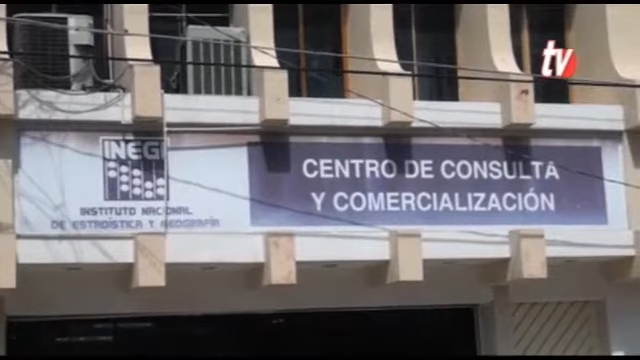 tv
INEGI
INSTITUTO NACIONAL
DE ESTADÍSTICA Y GEOGRAFÍA
CENTRO DE CONSULTA
Y COMERCIALIZACIÓN